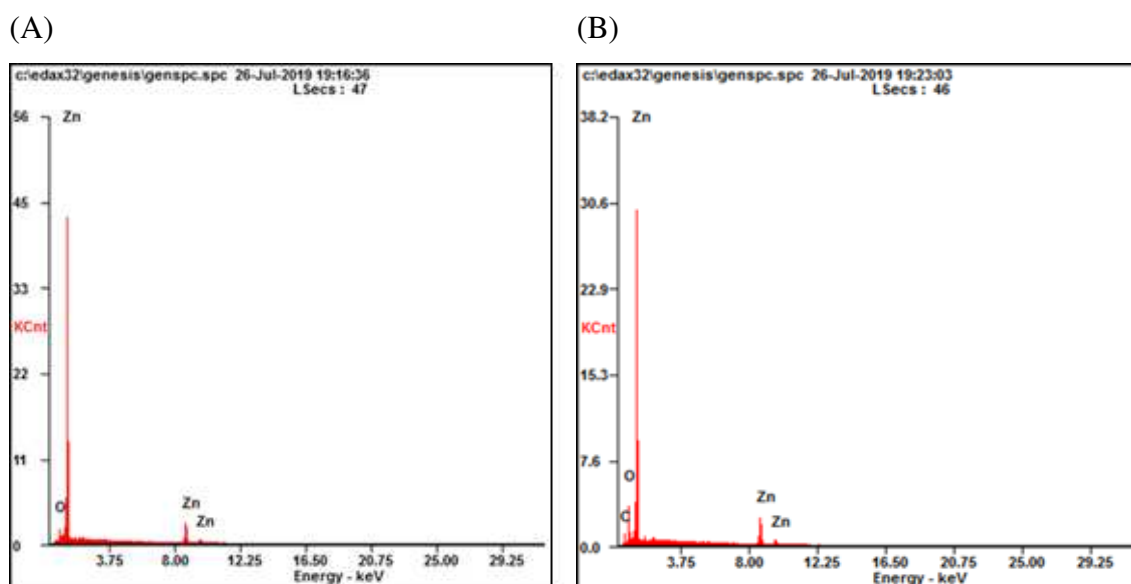 (A)
c:\edax32\genesis\genspc.spc 26-Jul-2019 19:16:36
LSecs : 47
56
Zn
45
33
KCnt
22
11
O
Zn
Zn
0
3.75 8.00 12.25 16.50 20.75 25.00 29.25
Energy - keV
(B)
c:\edax32\genesis\genspc.spc 26-Jul-2019 19:23:03
LSecs : 46
38.2
Zn
30.6
22.9
KCnt
15.3
7.6
O
C
Zn
Zn
0.0
3.75 8.00 12.25 16.50 20.75 25.00 29.25
Energy - keV